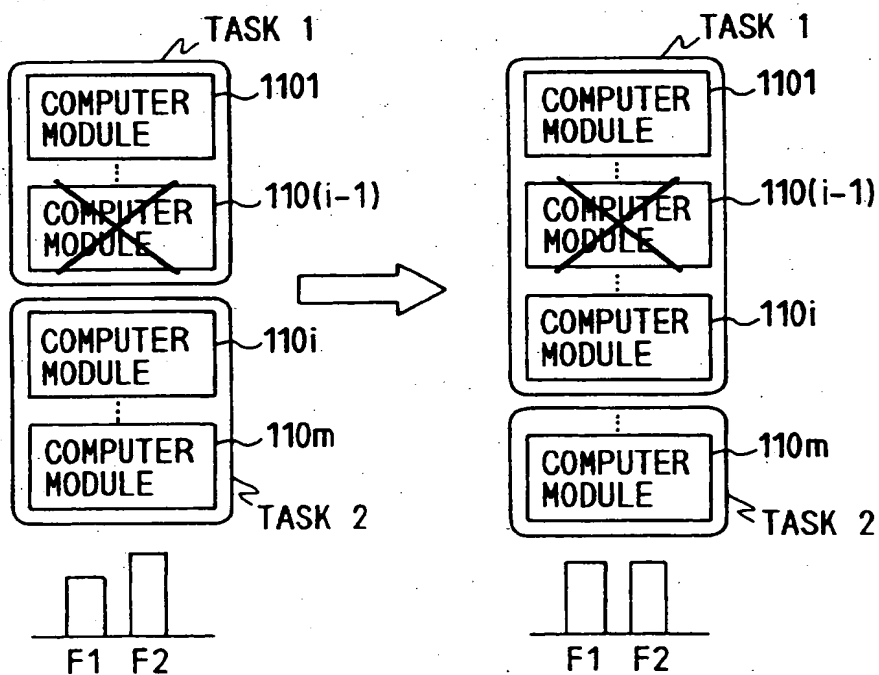 TASK 1
COMPUTER
MODULE
1101
COMPUTER
MODULE
110(i-1)
COMPUTER
MODULE
110i
COMPUTER
MODULE
110m
TASK 2
F1 F2
TASK 1
COMPUTER
MODULE
1101
COMPUTER
MODULE
110(i-1)
COMPUTER
MODULE
110i
COMPUTER
MODULE
110m
TASK 2
F1 F2